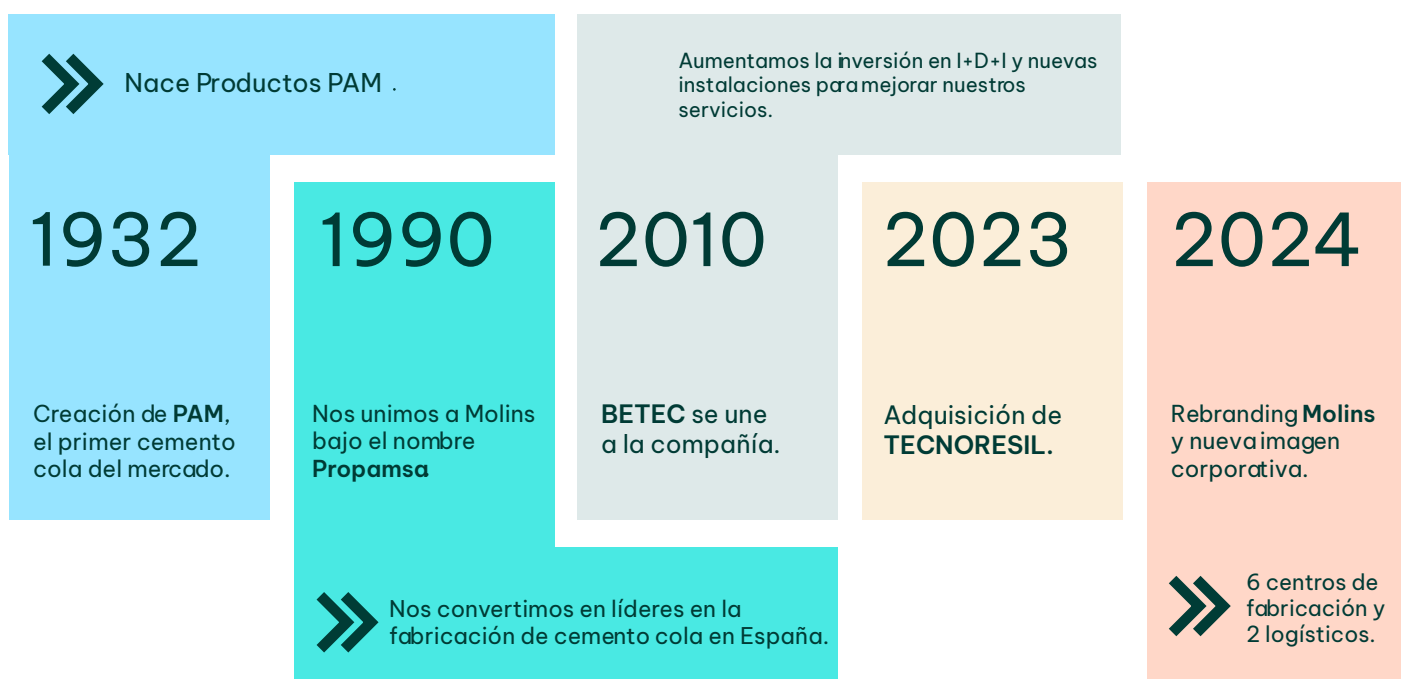 Nace Productos PAM .
Aumentamos la inversión en I+D+I y nuevas
instalaciones para mejorar nuestros
servicios.
1932
1990
2010
2023
2024
Creación de PAM,
el primer cemento
cola del mercado.
Nos unimos a Molins
bajo el nombre
Propamsa.
BETEC se une
a la compañía.
Adquisición de
TECNORESIL.
Rebranding Molins
y nueva imagen
corporativa.
Nos convertimos en líderes en la
fabricación de cemento cola en España.
6 centros de
fabricación y
2 logísticos.